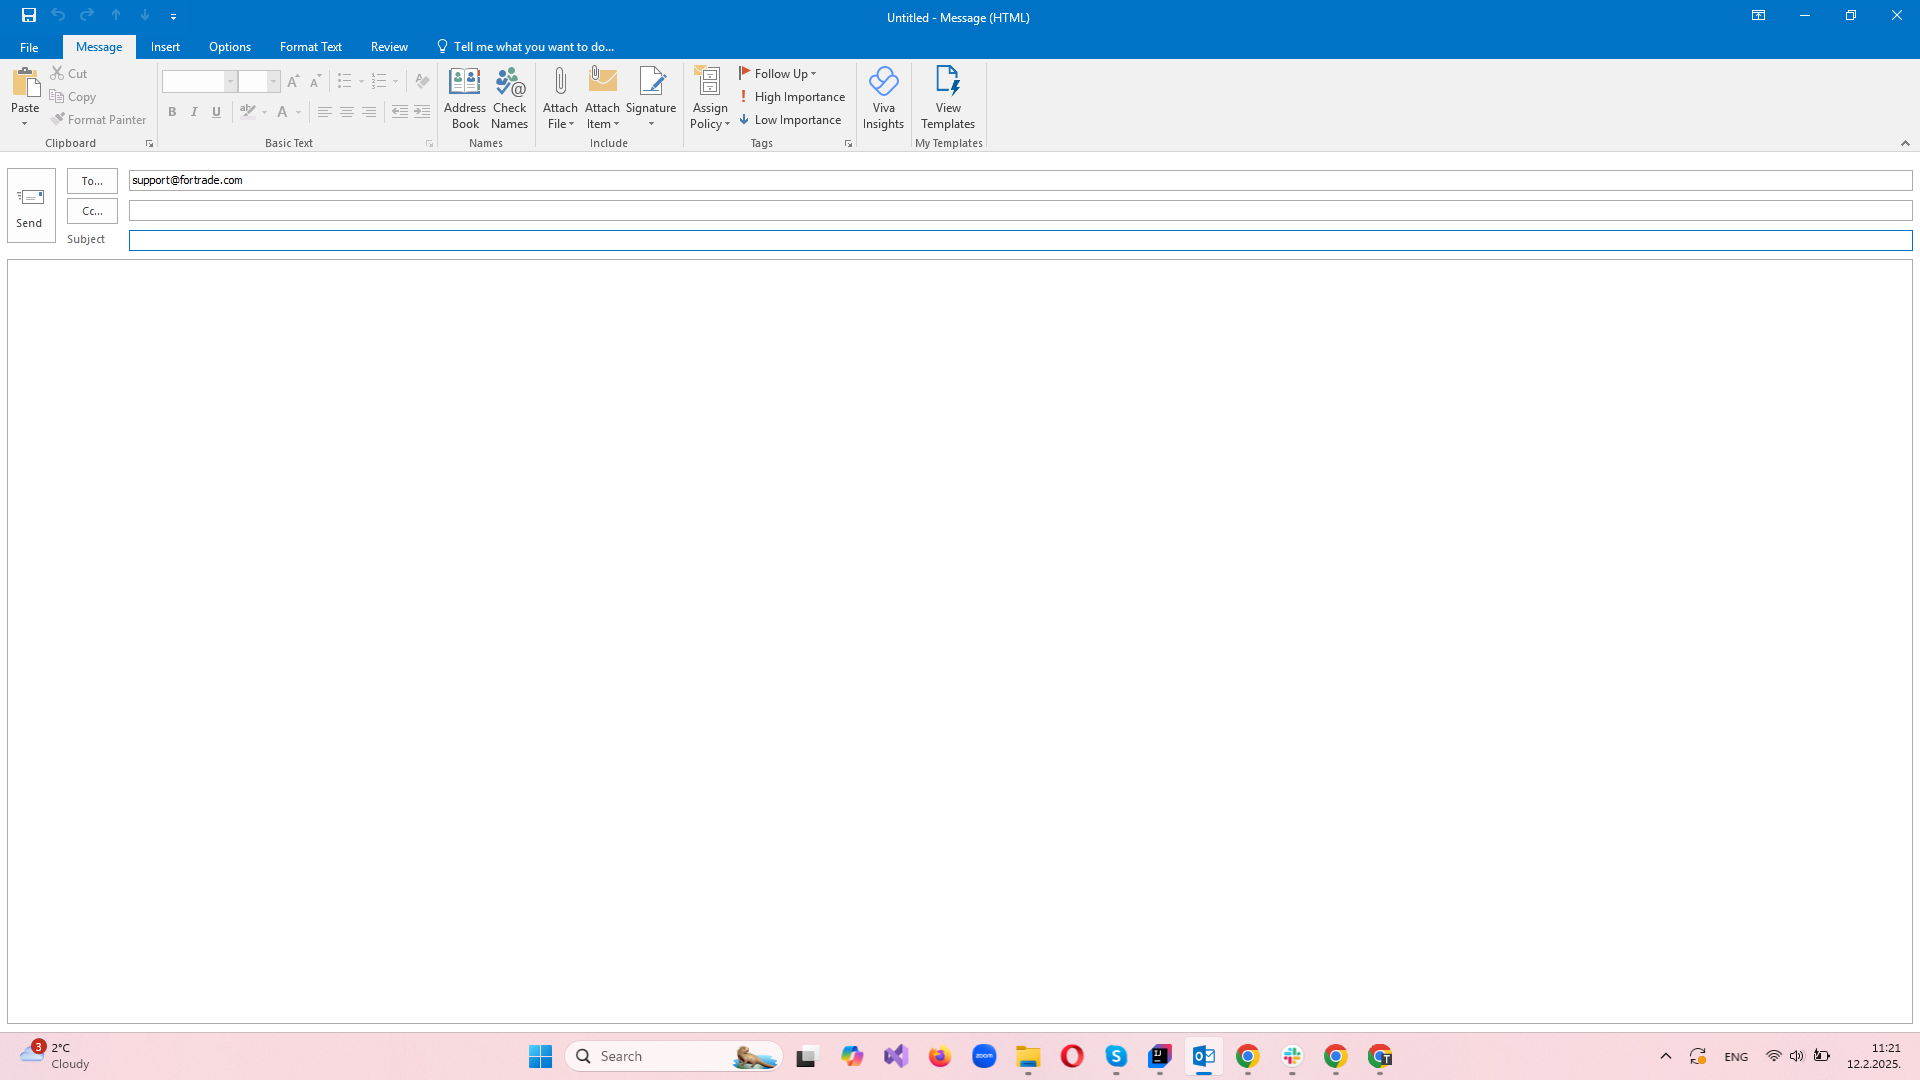 Untitled - Message (HTML)
File
Message
Insert
Options
Format Text
Review
Tell me what you want to do...
Paste
Cut
Copy
Format Painter
Clipboard
B I U
A
Basic Text
Address Book
Check Names
Names
Attach File
Attach Item
Signature
Include
Assign Policy
Follow Up
High Importance
Low Importance
Tags
Viva Insights
View Templates
My Templates
Send
To...
support@fortrade.com
Cc...
Subject
3
2°C
Cloudy
Search
zoom
ENG
11:21
12.2.2025.